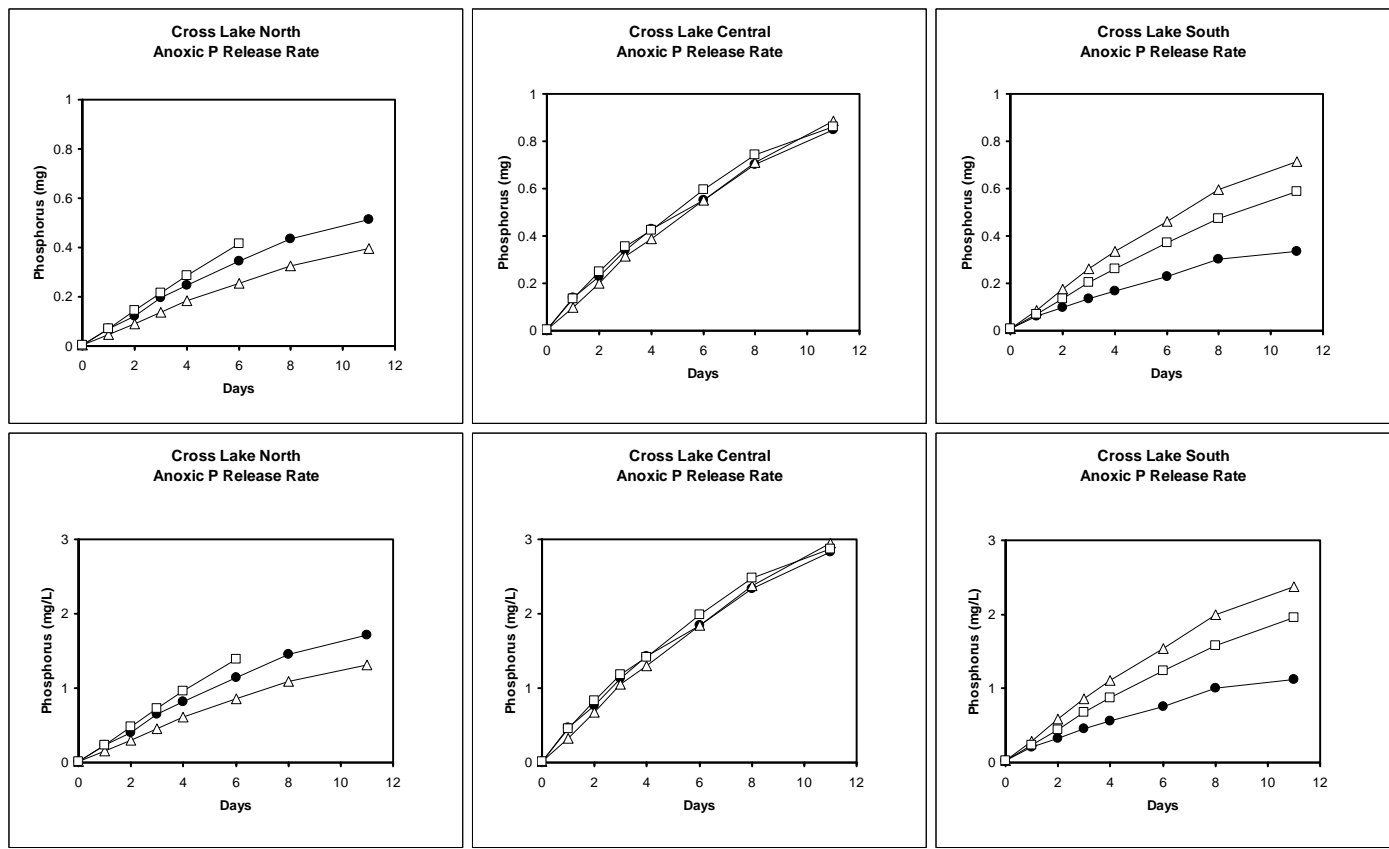 Cross Lake North
Anoxic P Release Rate
1
0.8
0.6
0.4
0.2
0
Phosphorus (mg)
0 2 4 6 8 10 12
Days
Cross Lake Central
Anoxic P Release Rate
1
0.8
0.6
0.4
0.2
0
Phosphorus (mg)
0 2 4 6 8 10 12
Days
Cross Lake South
Anoxic P Release Rate
1
0.8
0.6
0.4
0.2
0
Phosphorus (mg)
0 2 4 6 8 10 12
Days
Cross Lake North
Anoxic P Release Rate
3
2
1
0
Phosphorus (mg/L)
0 2 4 6 8 10 12
Days
Cross Lake Central
Anoxic P Release Rate
3
2
1
0
Phosphorus (mg/L)
0 2 4 6 8 10 12
Days
Cross Lake South
Anoxic P Release Rate
3
2
1
0
Phosphorus (mg/L)
0 2 4 6 8 10 12
Days